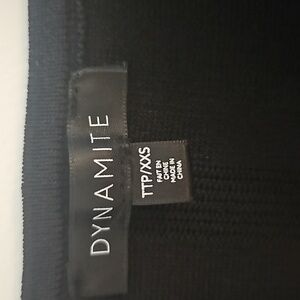 DYNAMITE
TTP/XXS
FAIT EN
CHINE
MADE IN
CHINA